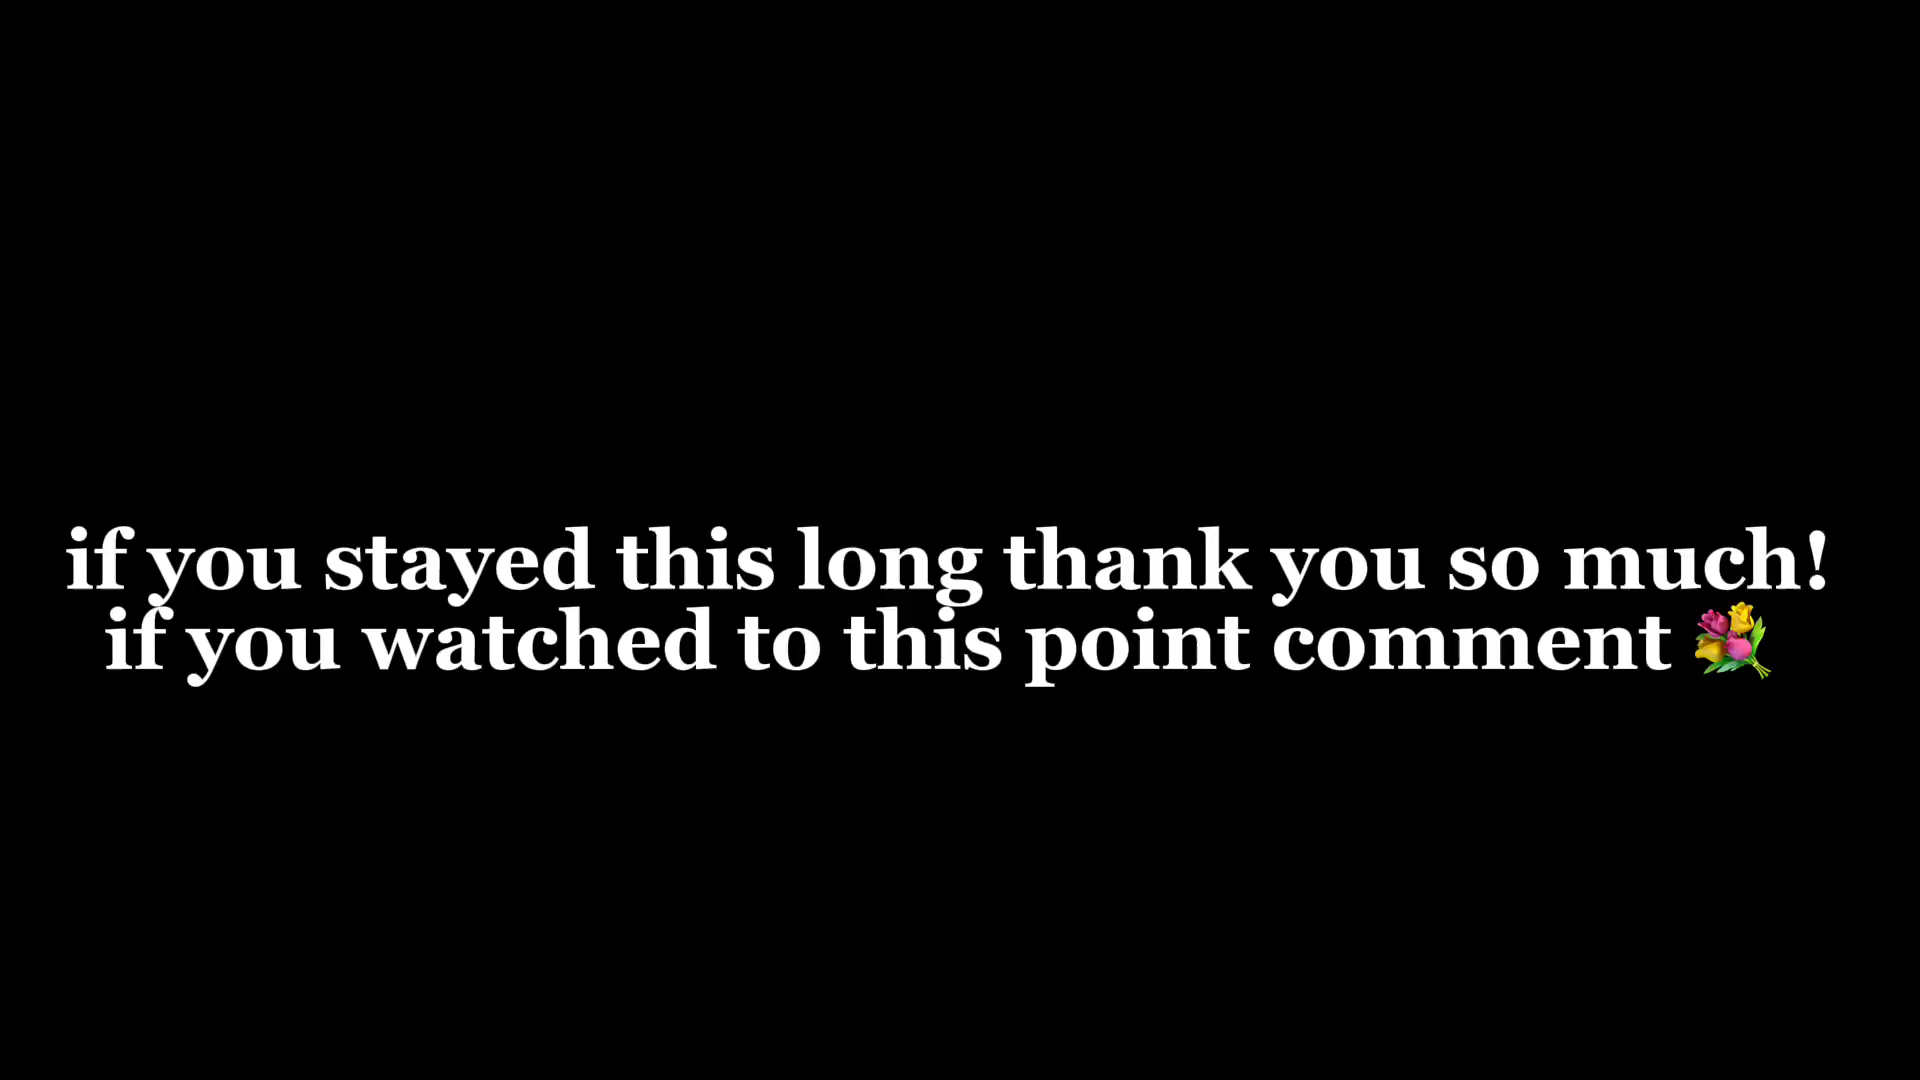 if you stayed this long thank you so much!
if you watched to this point comment 💐